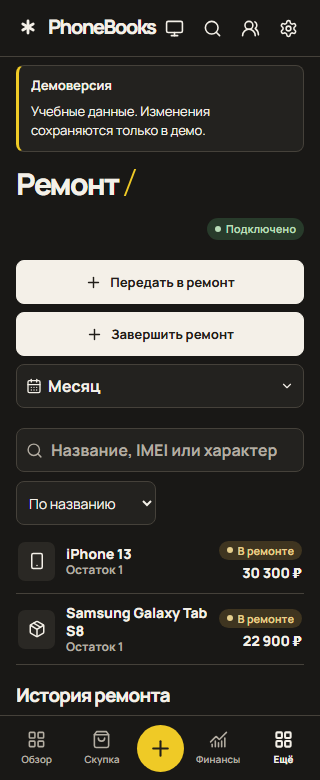 PhoneBooks
Демоверсия
Учебные данные. Изменения
сохраняются только в демо.
Ремонт /
Подключено
Передать в ремонт
Завершить ремонт
Месяц
Название, IMEI или характер
По названию
iPhone 13
В ремонте
Остаток 1
30 300 ₽
Samsung Galaxy Tab
S8
В ремонте
Остаток 1
22 900 ₽
История ремонта
Обзор
Скупка
Финансы
Ещё